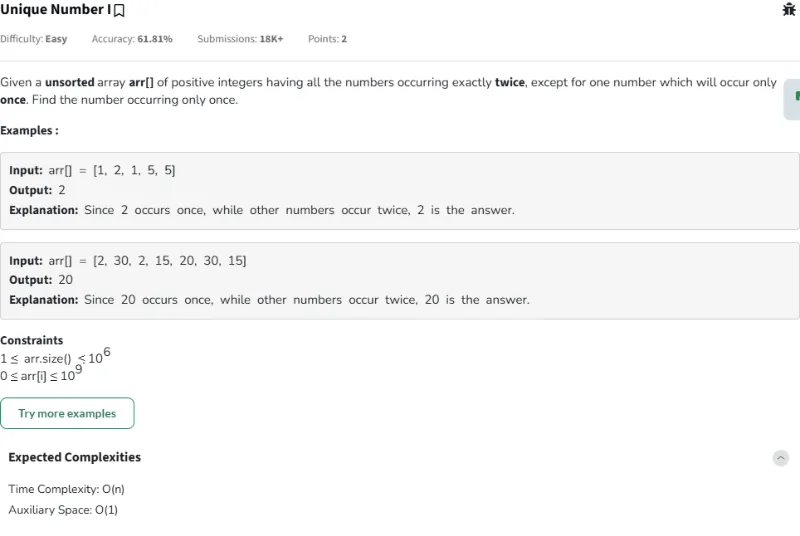 Unique Number I
Difficulty: Easy Accuracy: 61.81% Submissions: 18K+ Points: 2
Given a unsorted array arr[] of positive integers having all the numbers occurring exactly twice, except for one number which will occur only
once. Find the number occurring only once.
Examples :
Input: arr[] = [1, 2, 1, 5, 5]
Output: 2
Explanation: Since 2 occurs once, while other numbers occur twice, 2 is the answer.
Input: arr[] = [2, 30, 2, 15, 20, 30, 15]
Output: 20
Explanation: Since 20 occurs once, while other numbers occur twice, 20 is the answer.
Constraints
1 ≤ arr.size() ≤ 10^6
0 ≤ arr[i] ≤ 10^9
Try more examples
Expected Complexities
Time Complexity: O(n)
Auxiliary Space: O(1)